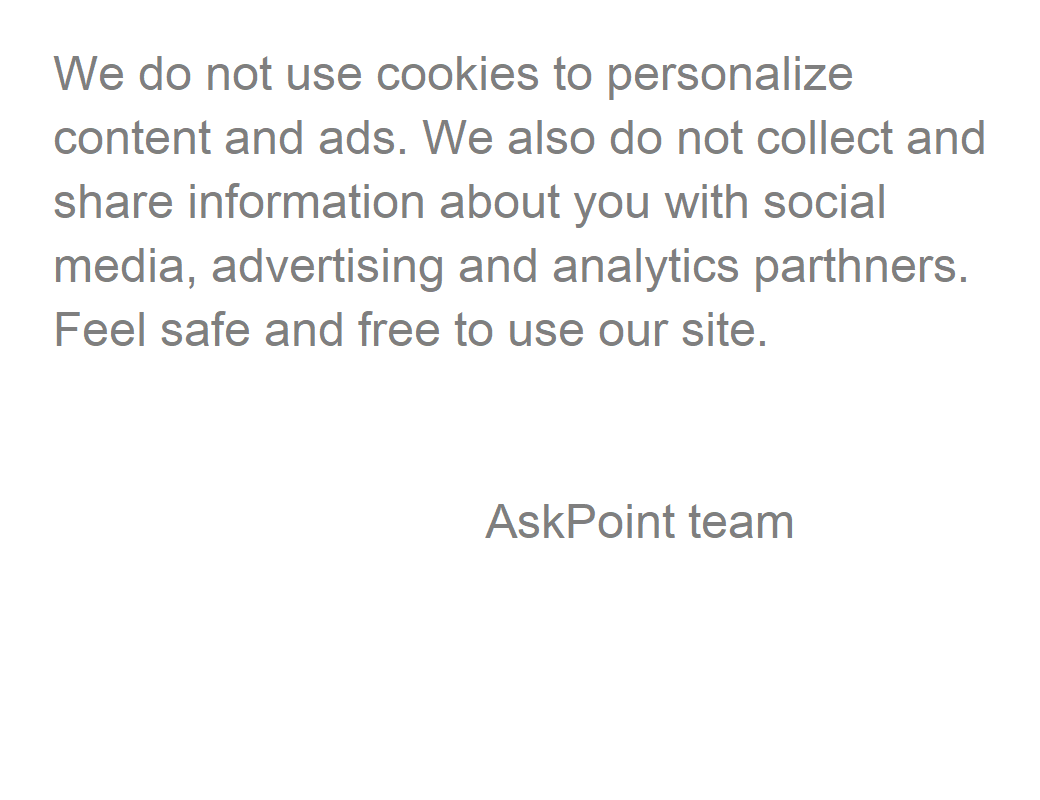 We do not use cookies to personalize
content and ads. We also do not collect and
share information about you with social
media, advertising and analytics parthners.
Feel safe and free to use our site.
AskPoint team